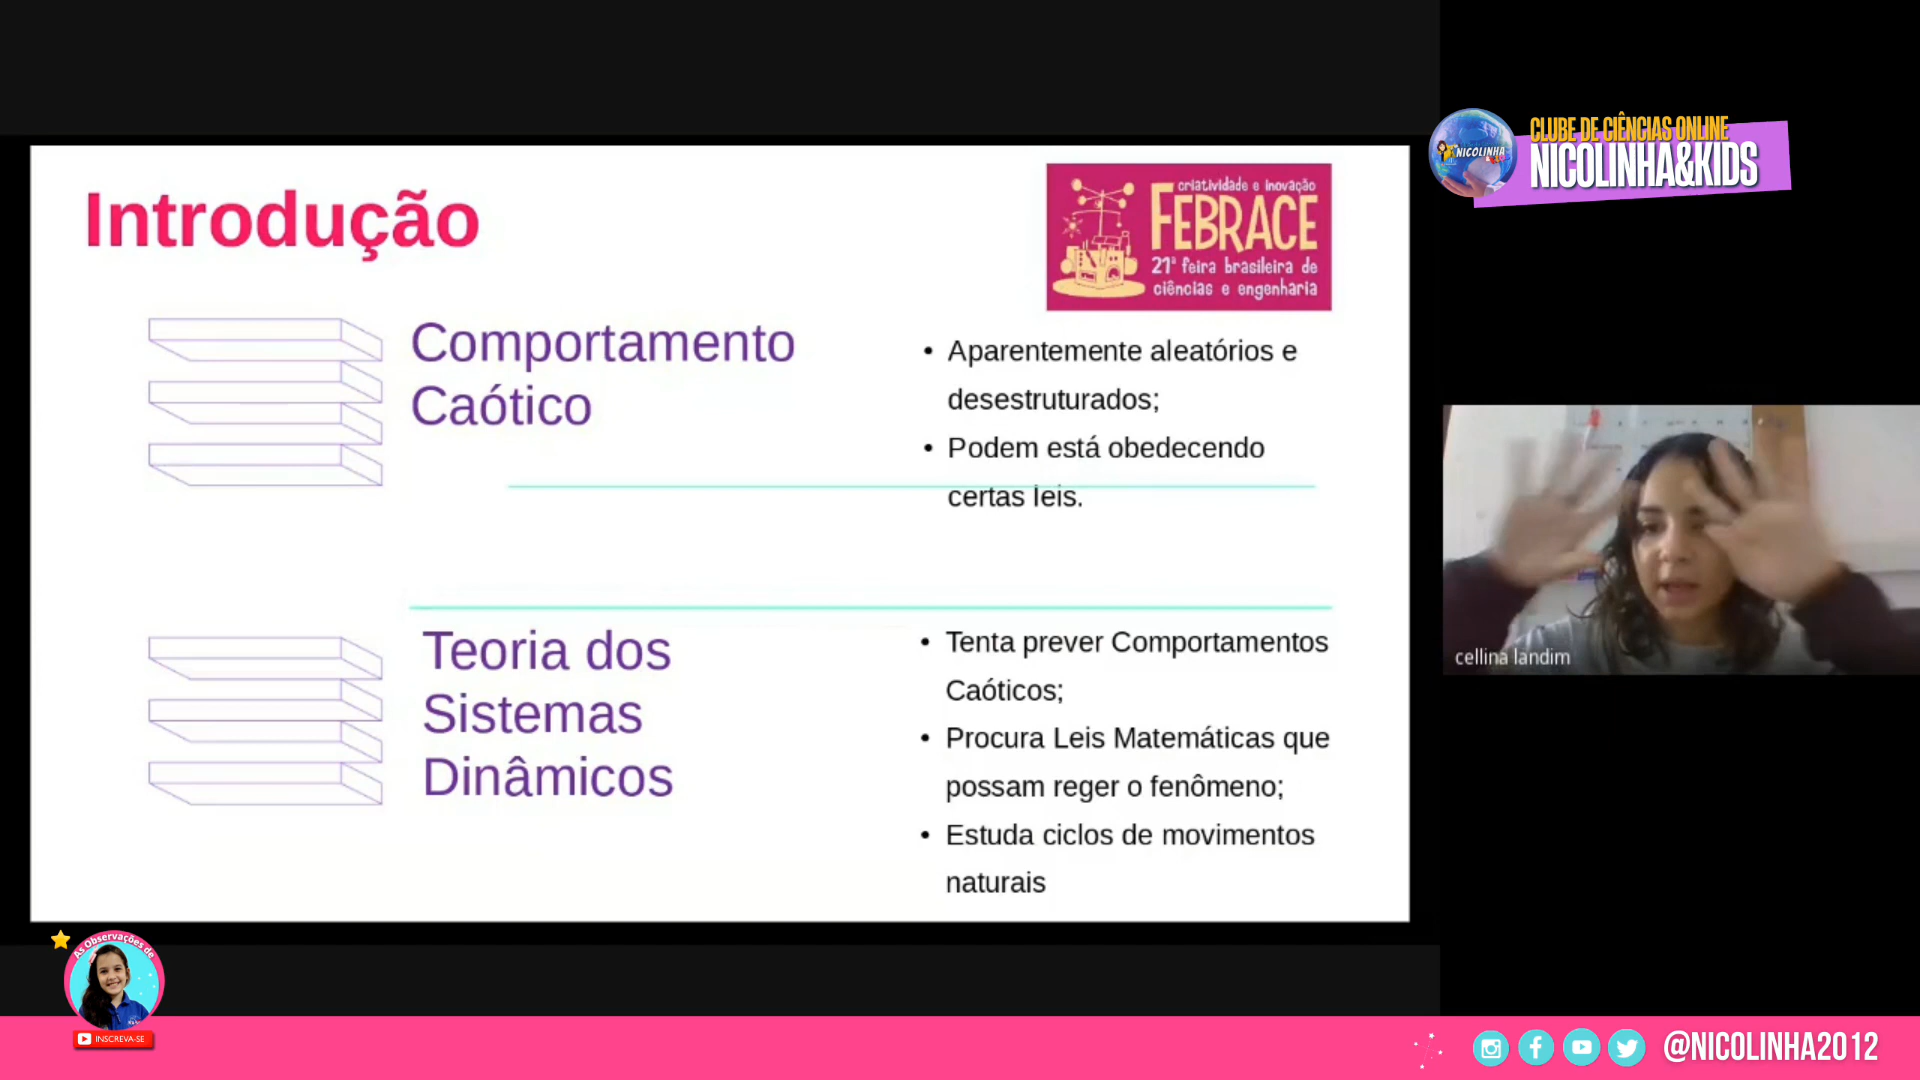 Introdução
criatividade e inovação
FEBRACE
21ª feira brasileira de
ciências e engenharia
Comportamento
Caótico
• Aparentemente aleatórios e
desestruturados;
• Podem está obedecendo
certas leis.
Teoria dos
Sistemas
Dinâmicos
• Tenta prever Comportamentos
Caóticos;
• Procura Leis Matemáticas que
possam reger o fenômeno;
• Estuda ciclos de movimentos
naturais
CLUBE DE CIÊNCIAS ONLINE
NICOLINHA&KIDS
NICOLINHA
cellina landim
As Observações de
INSCREVA-SE
@NICOLINHA2012